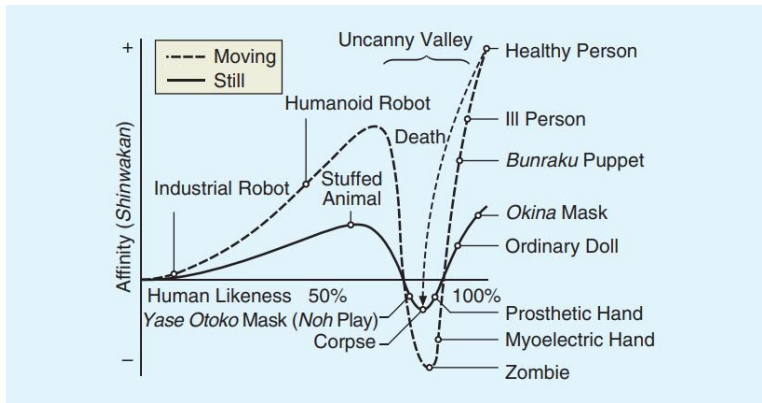 Uncanny Valley
+
Moving
Still
Healthy Person
Humanoid Robot
Ill Person
Death
Bunraku Puppet
Stuffed
Animal
Industrial Robot
Okina Mask
Ordinary Doll
Affinity (Shinwakan)
Human Likeness 50% 100%
Yase Otoko Mask (Noh Play)
Prosthetic Hand
Corpse
Myoelectric Hand
–
Zombie